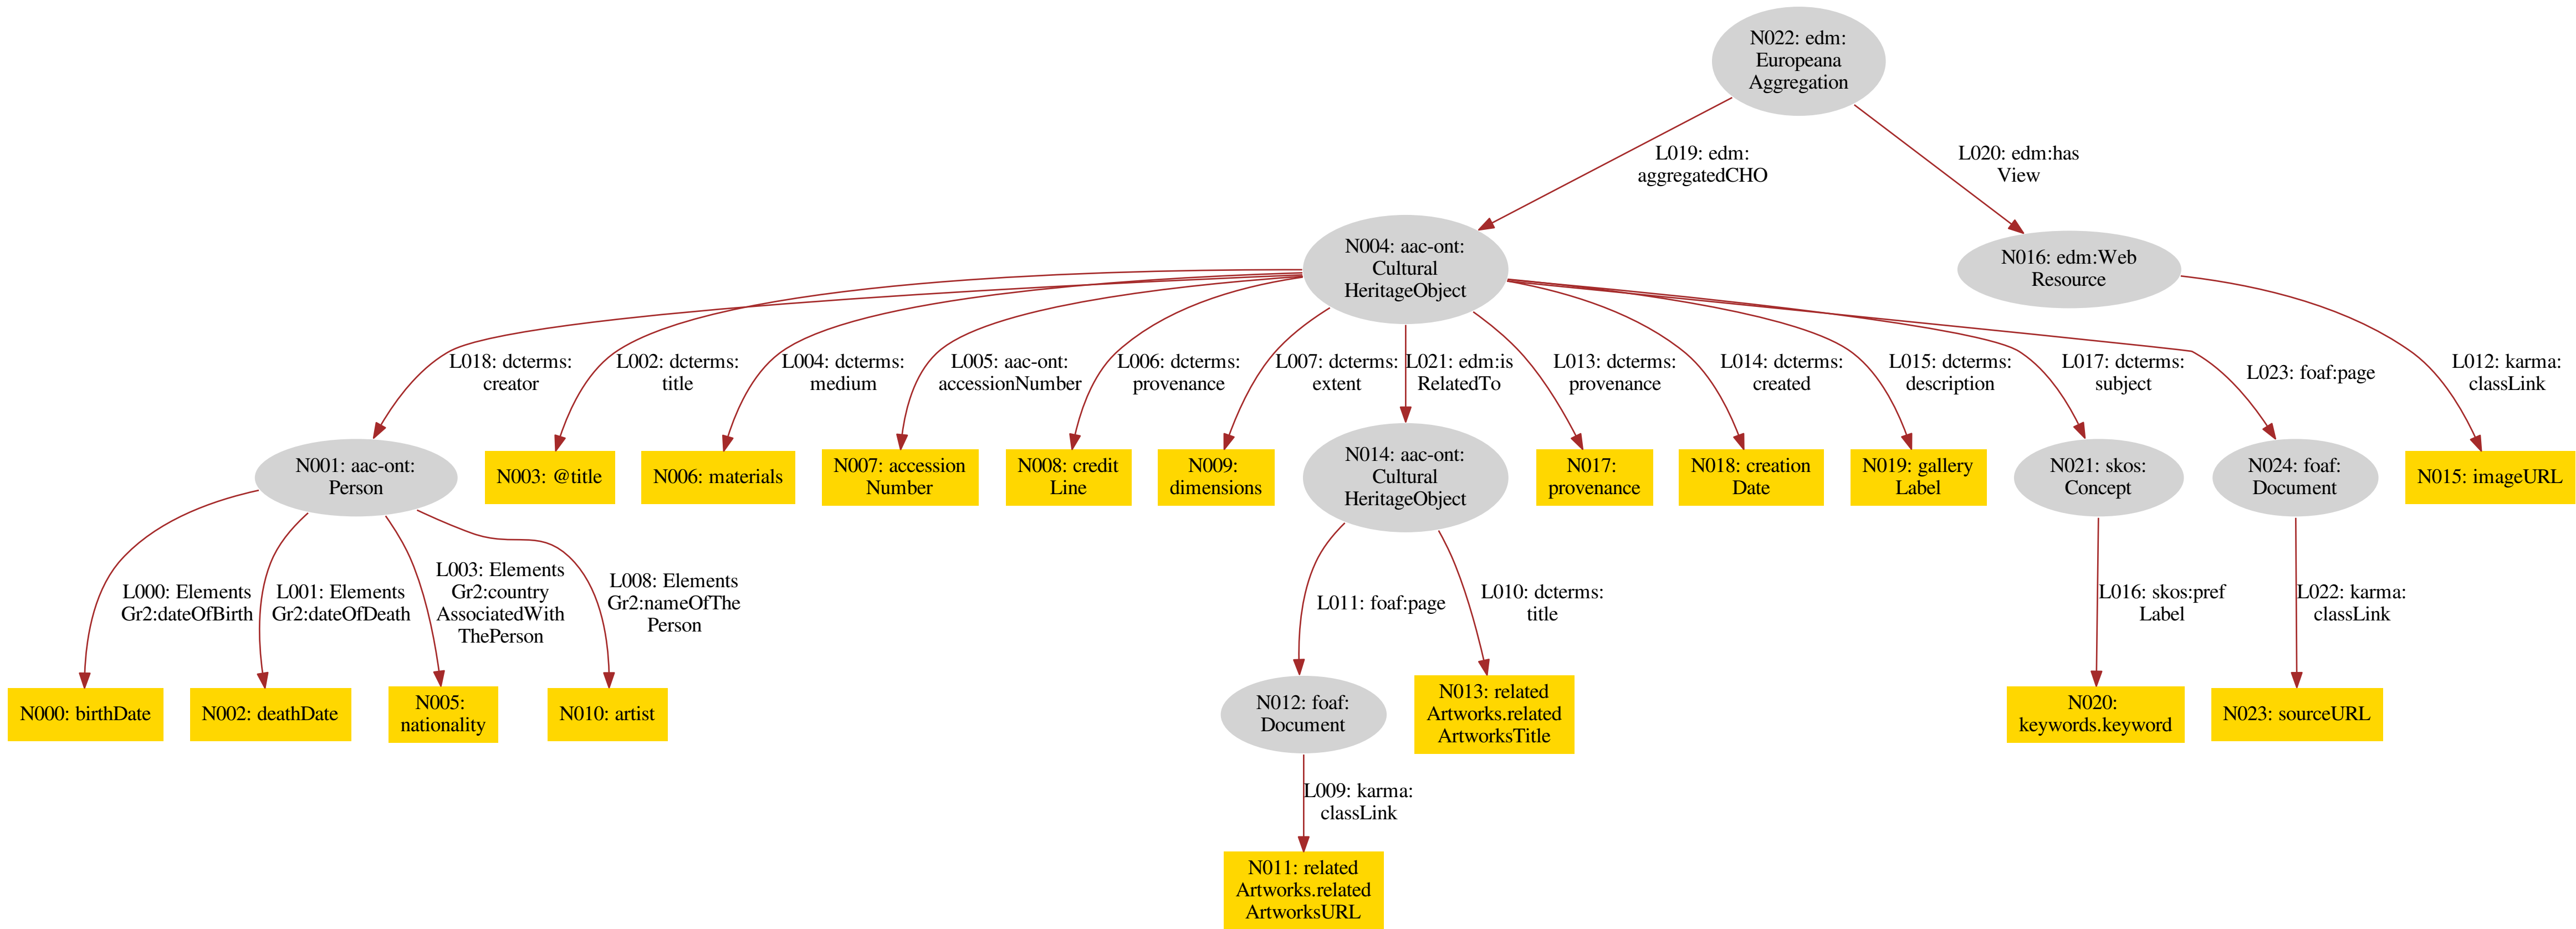 N022: edm:
Europeana
Aggregation
L019: edm:
aggregatedCHO
L020: edm:has
View
N004: aac-ont:
Cultural
HeritageObject
N016: edm:Web
Resource
L018: dcterms:
creator
L002: dcterms:
title
L004: dcterms:
medium
L005: aac-ont:
accessionNumber
L006: dcterms:
provenance
L007: dcterms:
extent
L021: edm:is
RelatedTo
L013: dcterms:
provenance
L014: dcterms:
created
L015: dcterms:
description
L017: dcterms:
subject
L023: foaf:page
L012: karma:
classLink
N001: aac-ont:
Person
N003: @title
N006: materials
N007: accession
Number
N008: credit
Line
N009:
dimensions
N014: aac-ont:
Cultural
HeritageObject
N017:
provenance
N018: creation
Date
N019: gallery
Label
N021: skos:
Concept
N024: foaf:
Document
N015: imageURL
L000: Elements
Gr2:dateOfBirth
L001: Elements
Gr2:dateOfDeath
L003: Elements
Gr2:country
AssociatedWith
ThePerson
L008: Elements
Gr2:nameOfThe
Person
L011: foaf:page
L010: dcterms:
title
L016: skos:pref
Label
L022: karma:
classLink
N000: birthDate
N002: deathDate
N005:
nationality
N010: artist
N012: foaf:
Document
N013: related
Artworks.related
ArtworksTitle
N020:
keywords.keyword
N023: sourceURL
L009: karma:
classLink
N011: related
Artworks.related
ArtworksURL